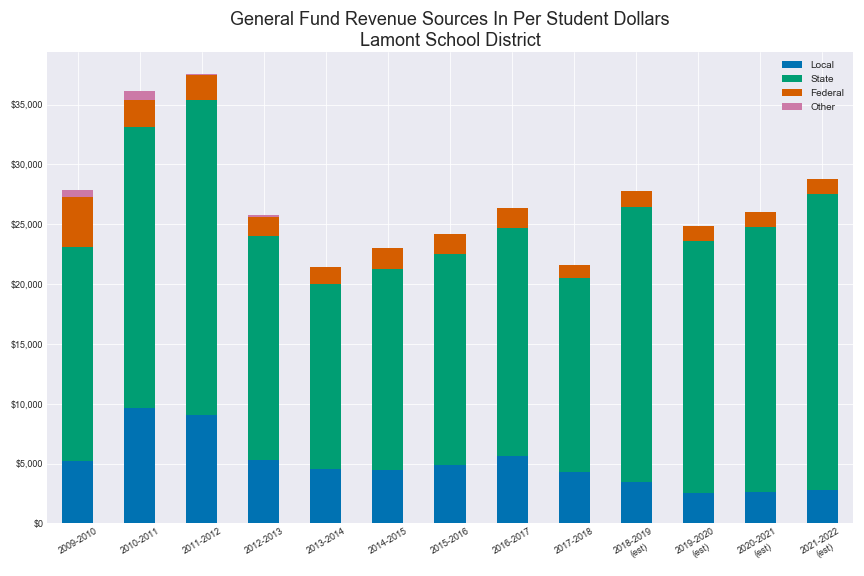 General Fund Revenue Sources In Per Student Dollars
Lamont School District
Local
State
Federal
Other
$35,000
$30,000
$25,000
$20,000
$15,000
$10,000
$5,000
$0
2009-2010
2010-2011
2011-2012
2012-2013
2013-2014
2014-2015
2015-2016
2016-2017
2017-2018
2018-2019
(est)
2019-2020
(est)
2020-2021
(est)
2021-2022
(est)